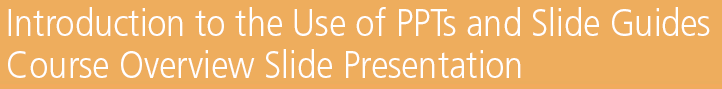 Introduction to the Use of PPTs and Slide Guides
Course Overview Slide Presentation